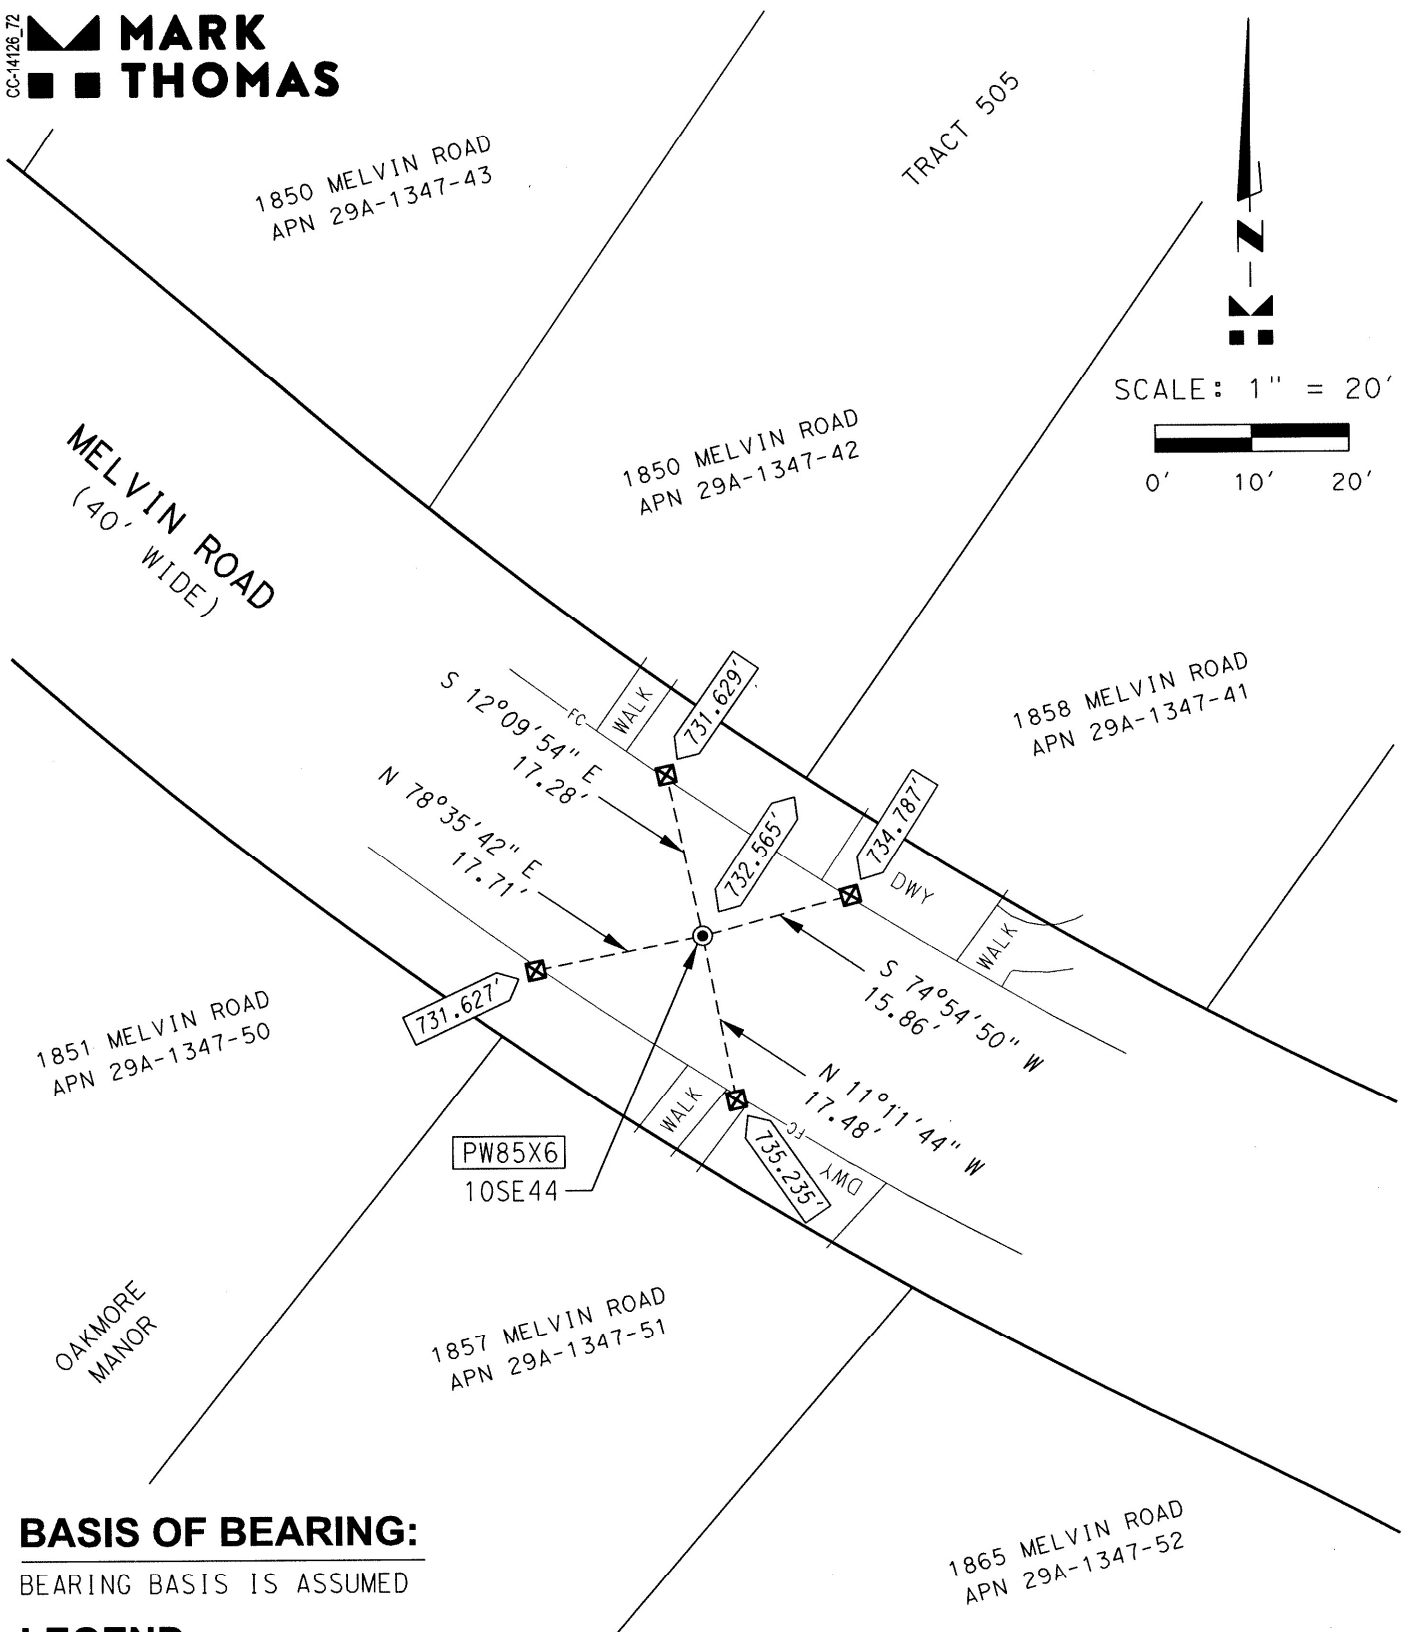 CC-14126_72
MARK
THOMAS
TRACT 505
1850 MELVIN ROAD
APN 29A-1347-43
N
SCALE: 1" = 20'
0' 10' 20'
MELVIN ROAD
(40' WIDE)
1850 MELVIN ROAD
APN 29A-1347-42
1858 MELVIN ROAD
APN 29A-1347-41
FC
WALK
731.629'
S 12°09'54" E
17.28'
N 78°35'42" E
17.71'
732.565'
734.787'
DWY
WALK
S 74°54'50" W
15.86'
731.627'
1851 MELVIN ROAD
APN 29A-1347-50
N 11°11'44" W
17.48'
WALK
FC
DWY
735.235'
PW85X6
10SE44
OAKMORE
MANOR
1857 MELVIN ROAD
APN 29A-1347-51
1865 MELVIN ROAD
APN 29A-1347-52
BASIS OF BEARING:
BEARING BASIS IS ASSUMED